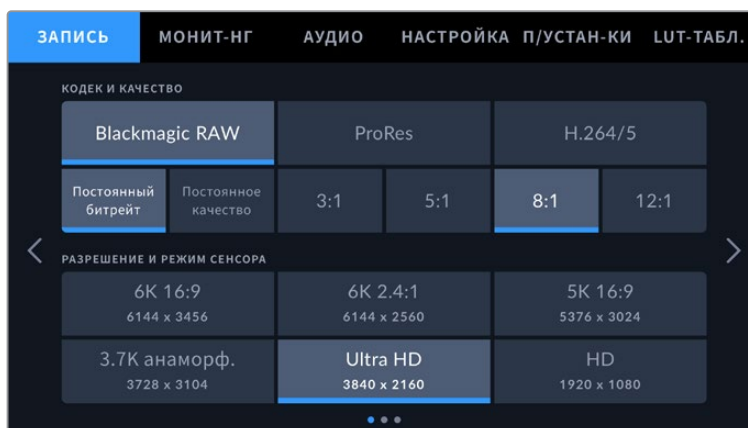 ЗАПИСЬ МОНИТ-НГ АУДИО НАСТРОЙКА П/УСТАН-КИ LUT-ТАБЛ.
КОДЕК И КАЧЕСТВО
Blackmagic RAW ProRes H.264/5
Постоянный битрейт Постоянное качество 3:1 5:1 8:1 12:1
РАЗРЕШЕНИЕ И РЕЖИМ СЕНСОРА
6K 16:9 6K 2.4:1 5K 16:9
6144 x 3456 6144 x 2560 5376 x 3024
3.7K анаморф. Ultra HD HD
3728 x 3104 3840 x 2160 1920 x 1080